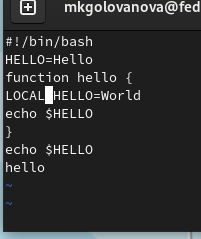 mkgolovanova@fed
#!/bin/bash
HELLO=Hello
function hello {
LOCAL HELLO=World
echo $HELLO
}
echo $HELLO
hello
~
~